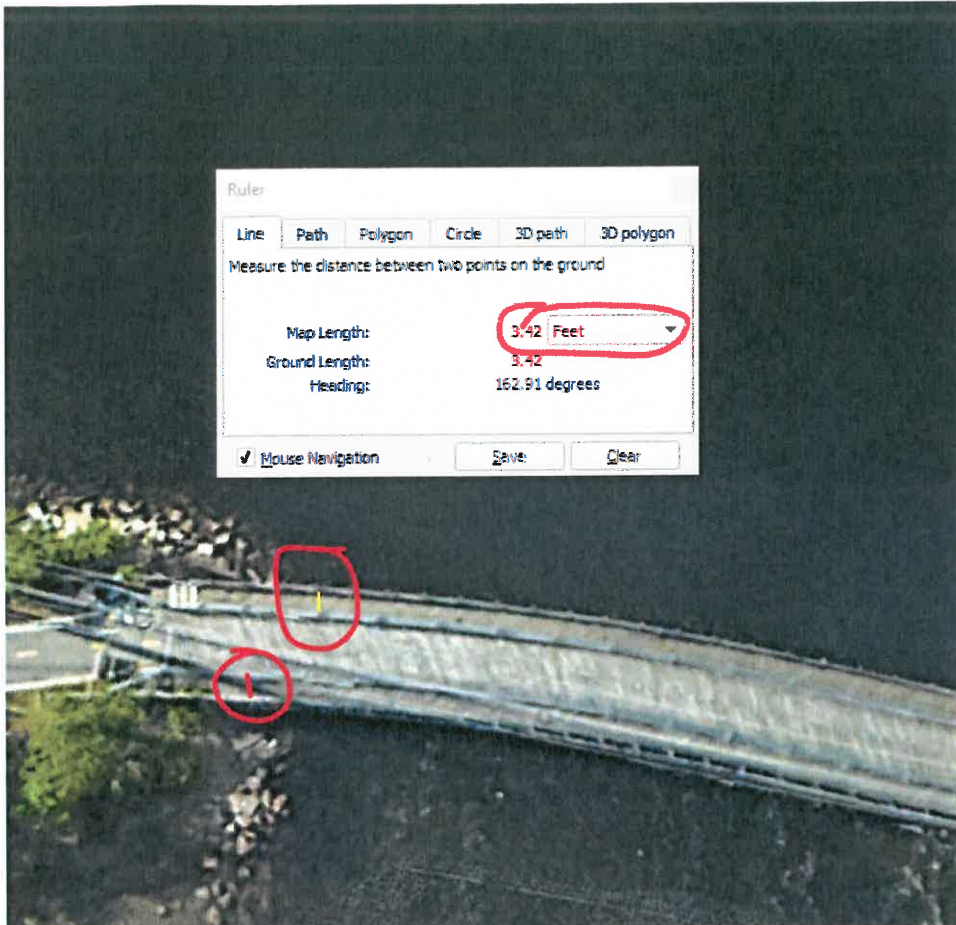 Ruler
Line Path Polygon Circle 3D path 3D polygon
Measure the distance between two points on the ground
Map Length: 3.42 Feet
Ground Length: 3.42
Heading: 162.91 degrees
Mouse Navigation Save Clear